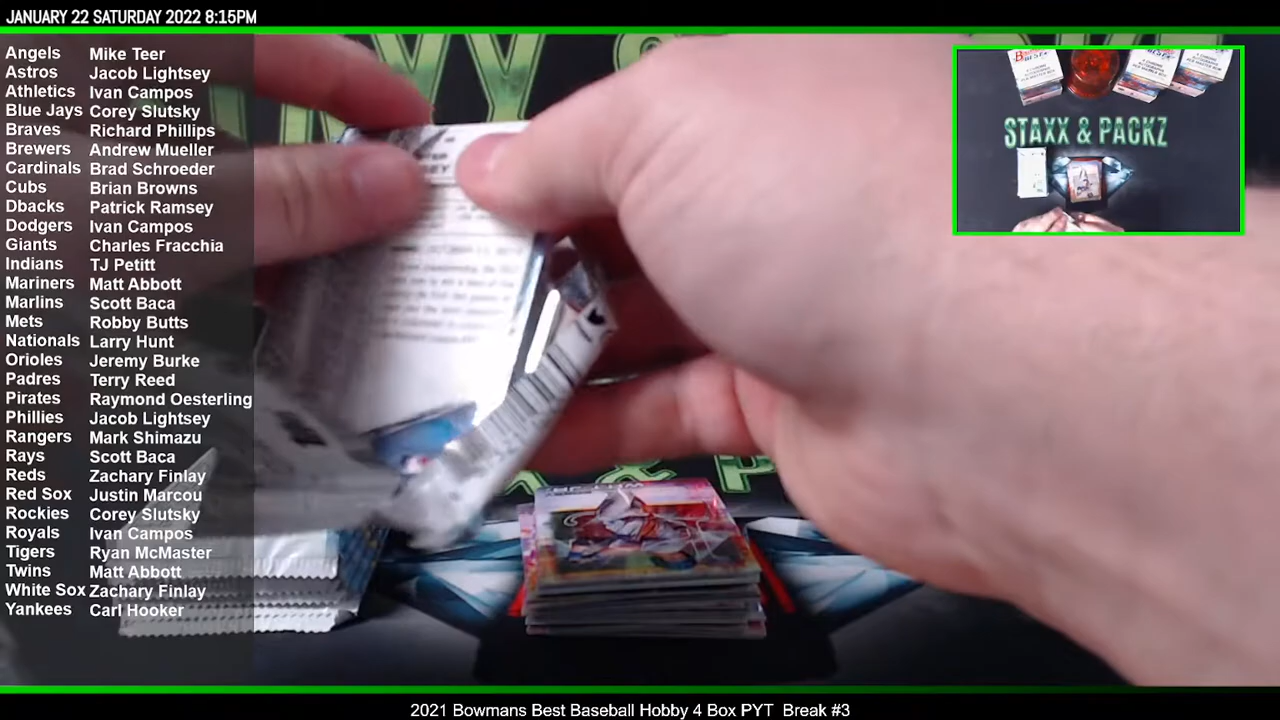 JANUARY 22 SATURDAY 2022 8:15PM
Angels Mike Teer
Astros Jacob Lightsey
Athletics Ivan Campos
Blue Jays Corey Slutsky
Braves Richard Phillips
Brewers Andrew Mueller
Cardinals Brad Schroeder
Cubs Brian Browns
Dbacks Patrick Ramsey
Dodgers Ivan Campos
Giants Charles Fracchia
Indians TJ Petitt
Mariners Matt Abbott
Marlins Scott Baca
Mets Robby Butts
Nationals Larry Hunt
Orioles Jeremy Burke
Padres Terry Reed
Pirates Raymond Oesterling
Phillies Jacob Lightsey
Rangers Mark Shimazu
Rays Scott Baca
Reds Zachary Finlay
Red Sox Justin Marcou
Rockies Corey Slutsky
Royals Ivan Campos
Tigers Ryan McMaster
Twins Matt Abbott
White Sox Zachary Finlay
Yankees Carl Hooker
STAXX & PACKZ
2021 Bowmans Best Baseball Hobby 4 Box PYT Break #3